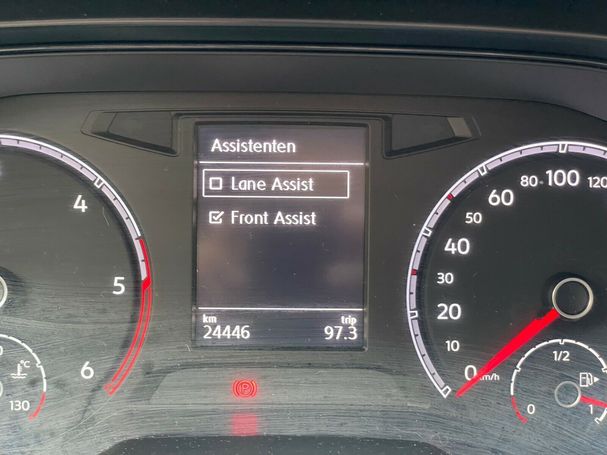 Assistenten
Lane Assist
Front Assist
km trip
24446 97.3
4
5
6
°C
130
0
10
20
30
40
50
60
80
100
120
km/h
1/2
0 1
P